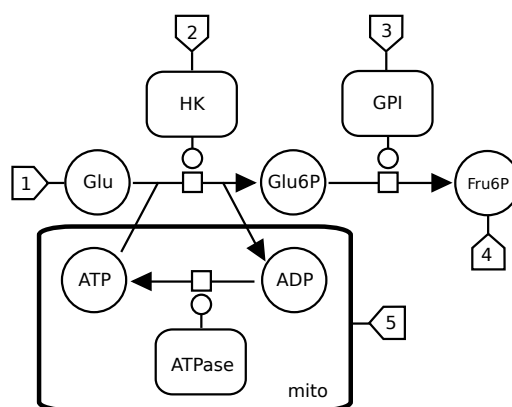 2
3
HK
GPI
1
Glu
Glu6P
Fru6P
4
ATP
ADP
5
ATPase
mito